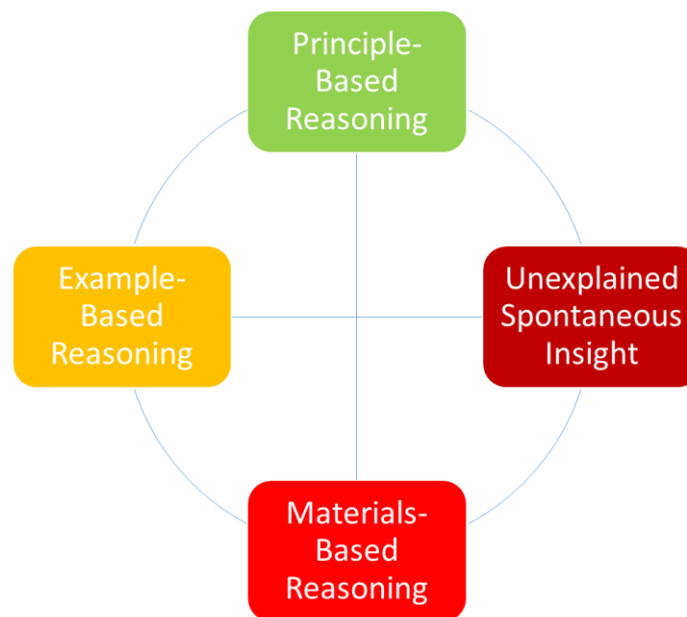 Principle-
Based
Reasoning
Example-
Based
Reasoning
Unexplained
Spontaneous
Insight
Materials-
Based
Reasoning